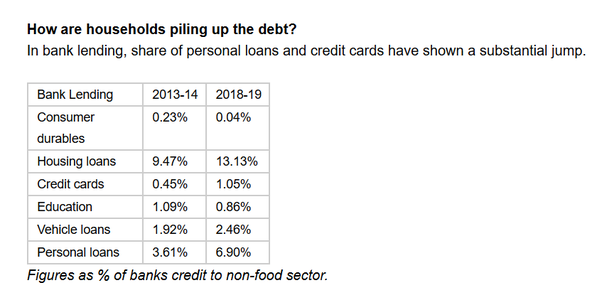 How are households piling up the debt?
In bank lending, share of personal loans and credit cards have shown a substantial jump.
Bank Lending 2013-14 2018-19
Consumer 0.23% 0.04%
durables
Housing loans 9.47% 13.13%
Credit cards 0.45% 1.05%
Education 1.09% 0.86%
Vehicle loans 1.92% 2.46%
Personal loans 3.61% 6.90%
Figures as % of banks credit to non-food sector.